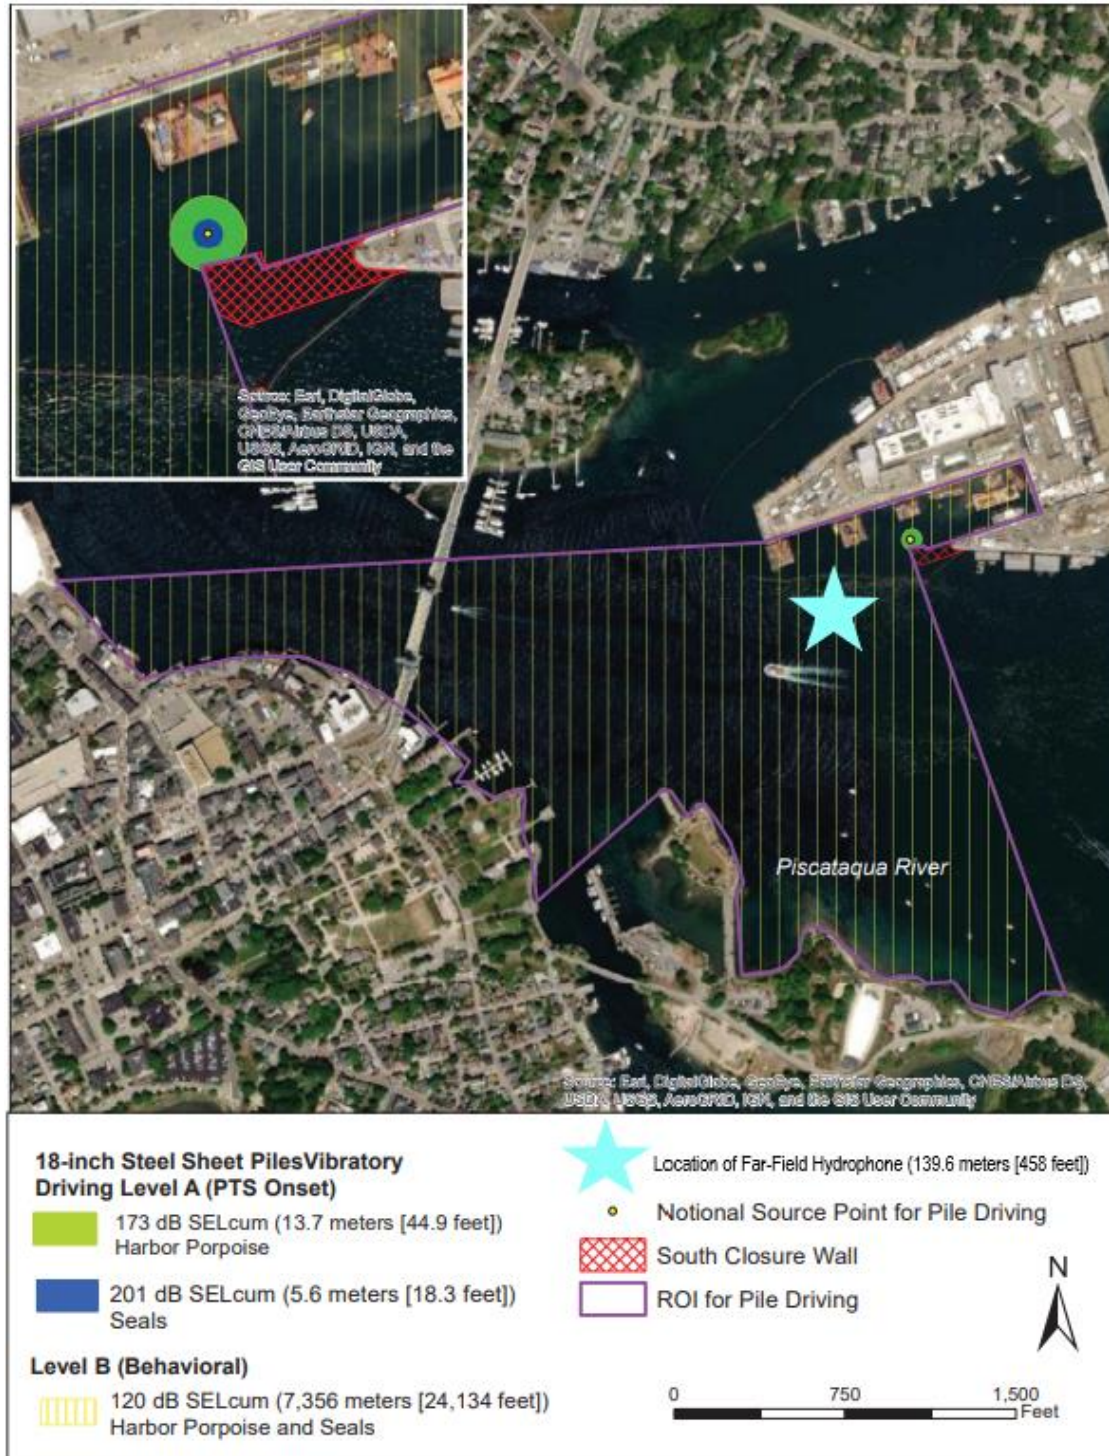 Source: Esri, DigitalGlobe,
GeoEye, Earthstar Geographics,
CNES/Airbus DS, USDA,
USGS, AeroGRID, IGN, and the
GIS User Community
Piscataqua River
Source: Esri, DigitalGlobe, GeoEye, Earthstar Geographics, CNES/Airbus DS,
USDA, USGS, AeroGRID, IGN, and the GIS User Community
18-inch Steel Sheet PilesVibratory
Driving Level A (PTS Onset)
173 dB SELcum (13.7 meters [44.9 feet])
Harbor Porpoise
201 dB SELcum (5.6 meters [18.3 feet])
Seals
Level B (Behavioral)
120 dB SELcum (7,356 meters [24,134 feet])
Harbor Porpoise and Seals
Location of Far-Field Hydrophone (139.6 meters [458 feet])
Notional Source Point for Pile Driving
South Closure Wall
ROI for Pile Driving
N
0 750 1,500
Feet